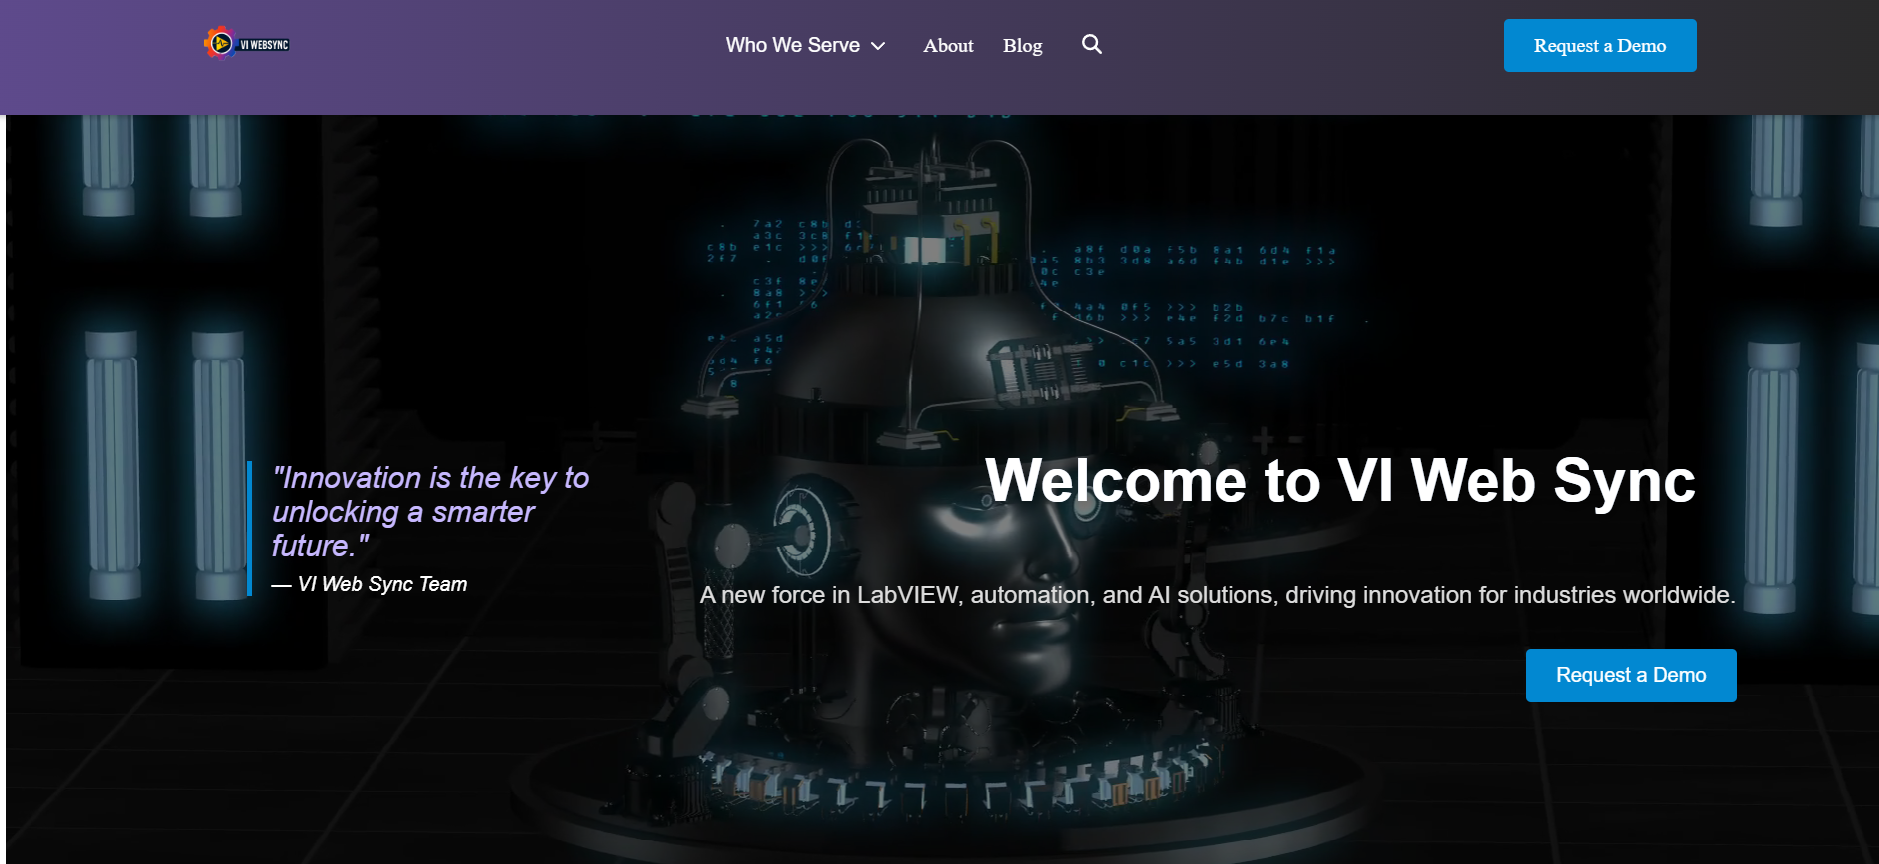 VI WEBSYNC
Who We Serve
About
Blog
Request a Demo
"Innovation is the key to
unlocking a smarter
future."
— VI Web Sync Team
Welcome to VI Web Sync
A new force in LabVIEW, automation, and AI solutions, driving innovation for industries worldwide.
Request a Demo